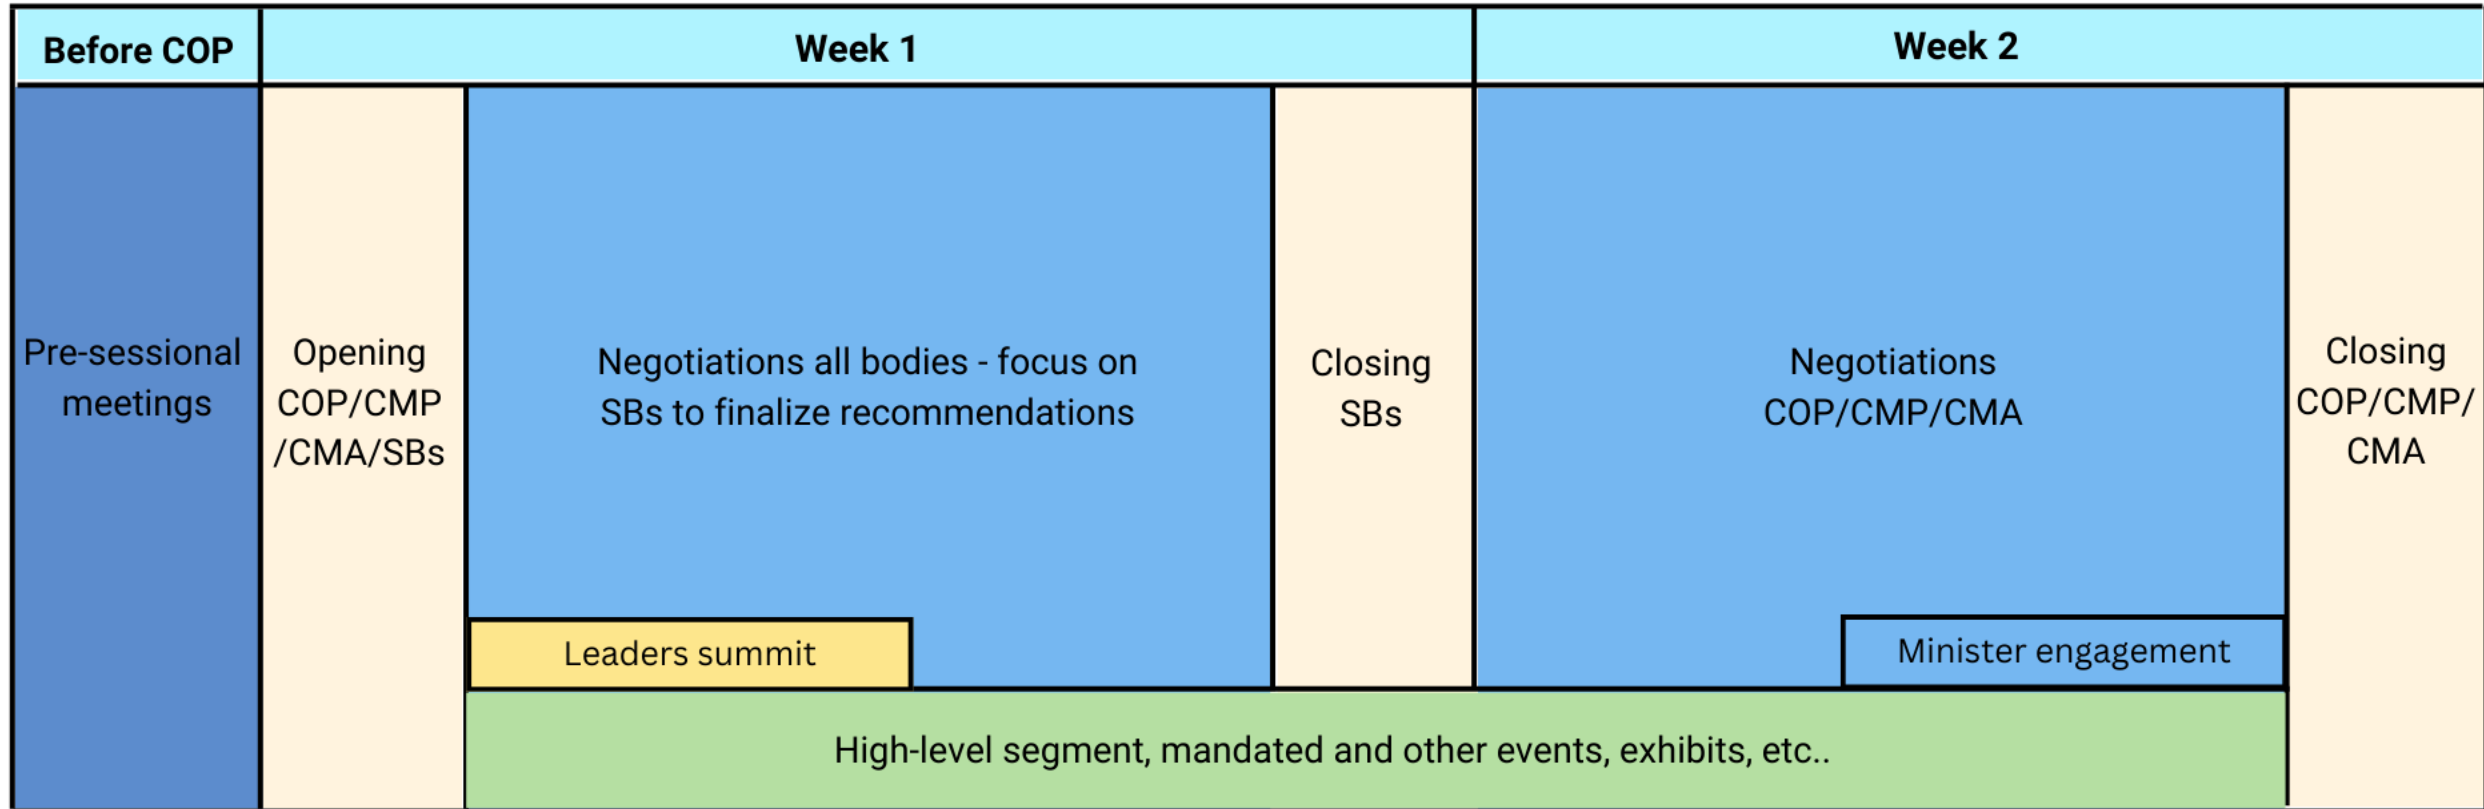 Before COP
Week 1
Week 2
Pre-sessional
meetings
Opening
COP/CMP
/CMA/SBs
Negotiations all bodies - focus on
SBs to finalize recommendations
Closing
SBs
Negotiations
COP/CMP/CMA
Closing
COP/CMP/
CMA
Leaders summit
Minister engagement
High-level segment, mandated and other events, exhibits, etc..